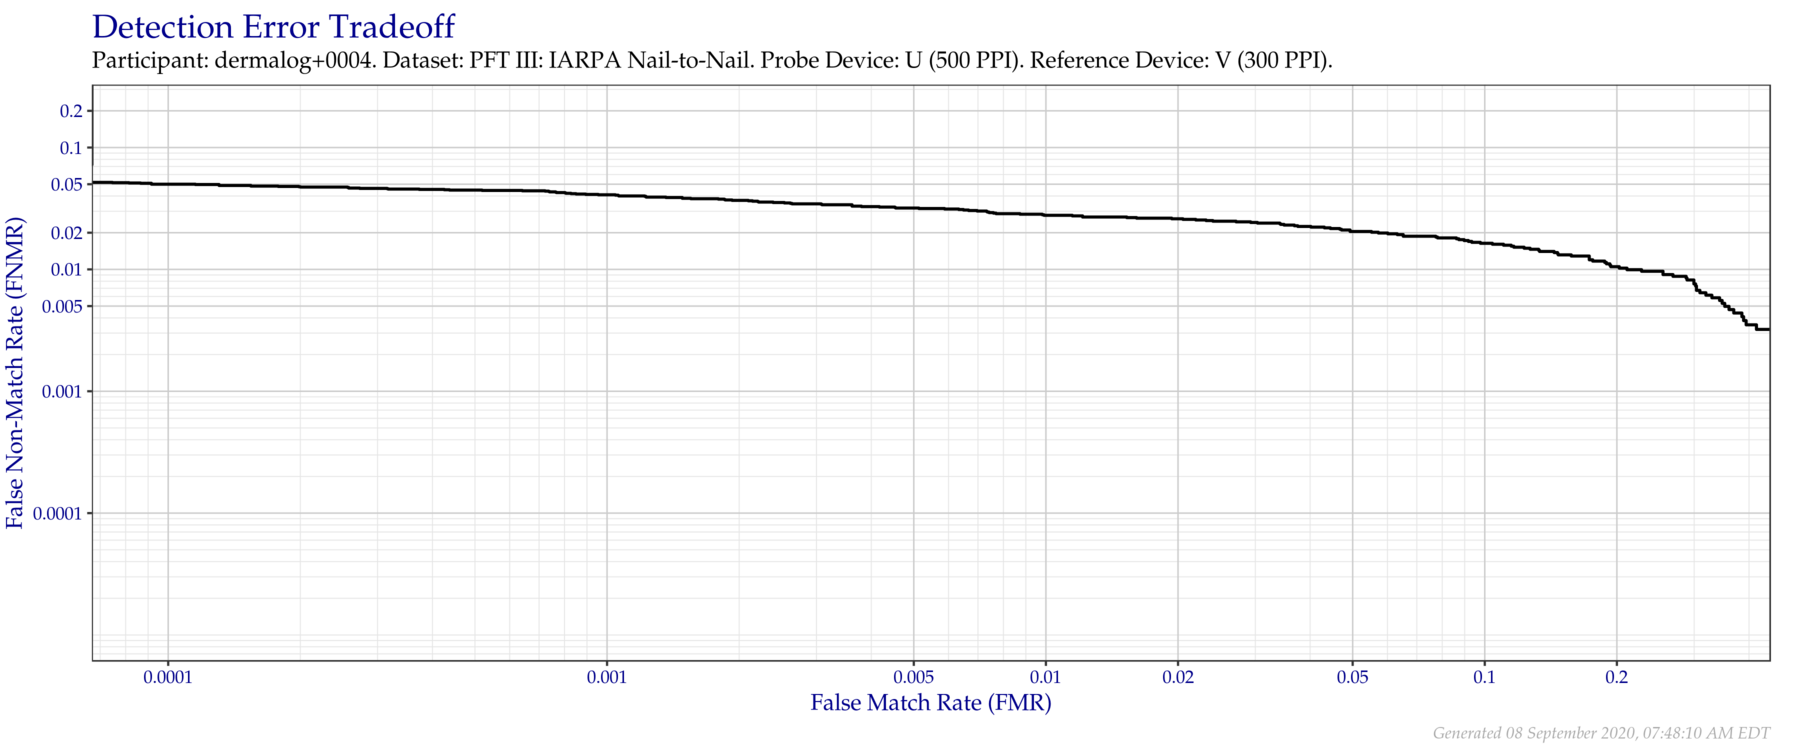 Detection Error Tradeoff
Participant: dermalog+0004. Dataset: PFT III: IARPA Nail-to-Nail. Probe Device: U (500 PPI). Reference Device: V (300 PPI).
False Non-Match Rate (FNMR)
0.2
0.1
0.05
0.02
0.01
0.005
0.001
0.0001
0.0001 0.001 0.005 0.01 0.02 0.05 0.1 0.2
False Match Rate (FMR)
Generated 08 September 2020, 07:48:10 AM EDT